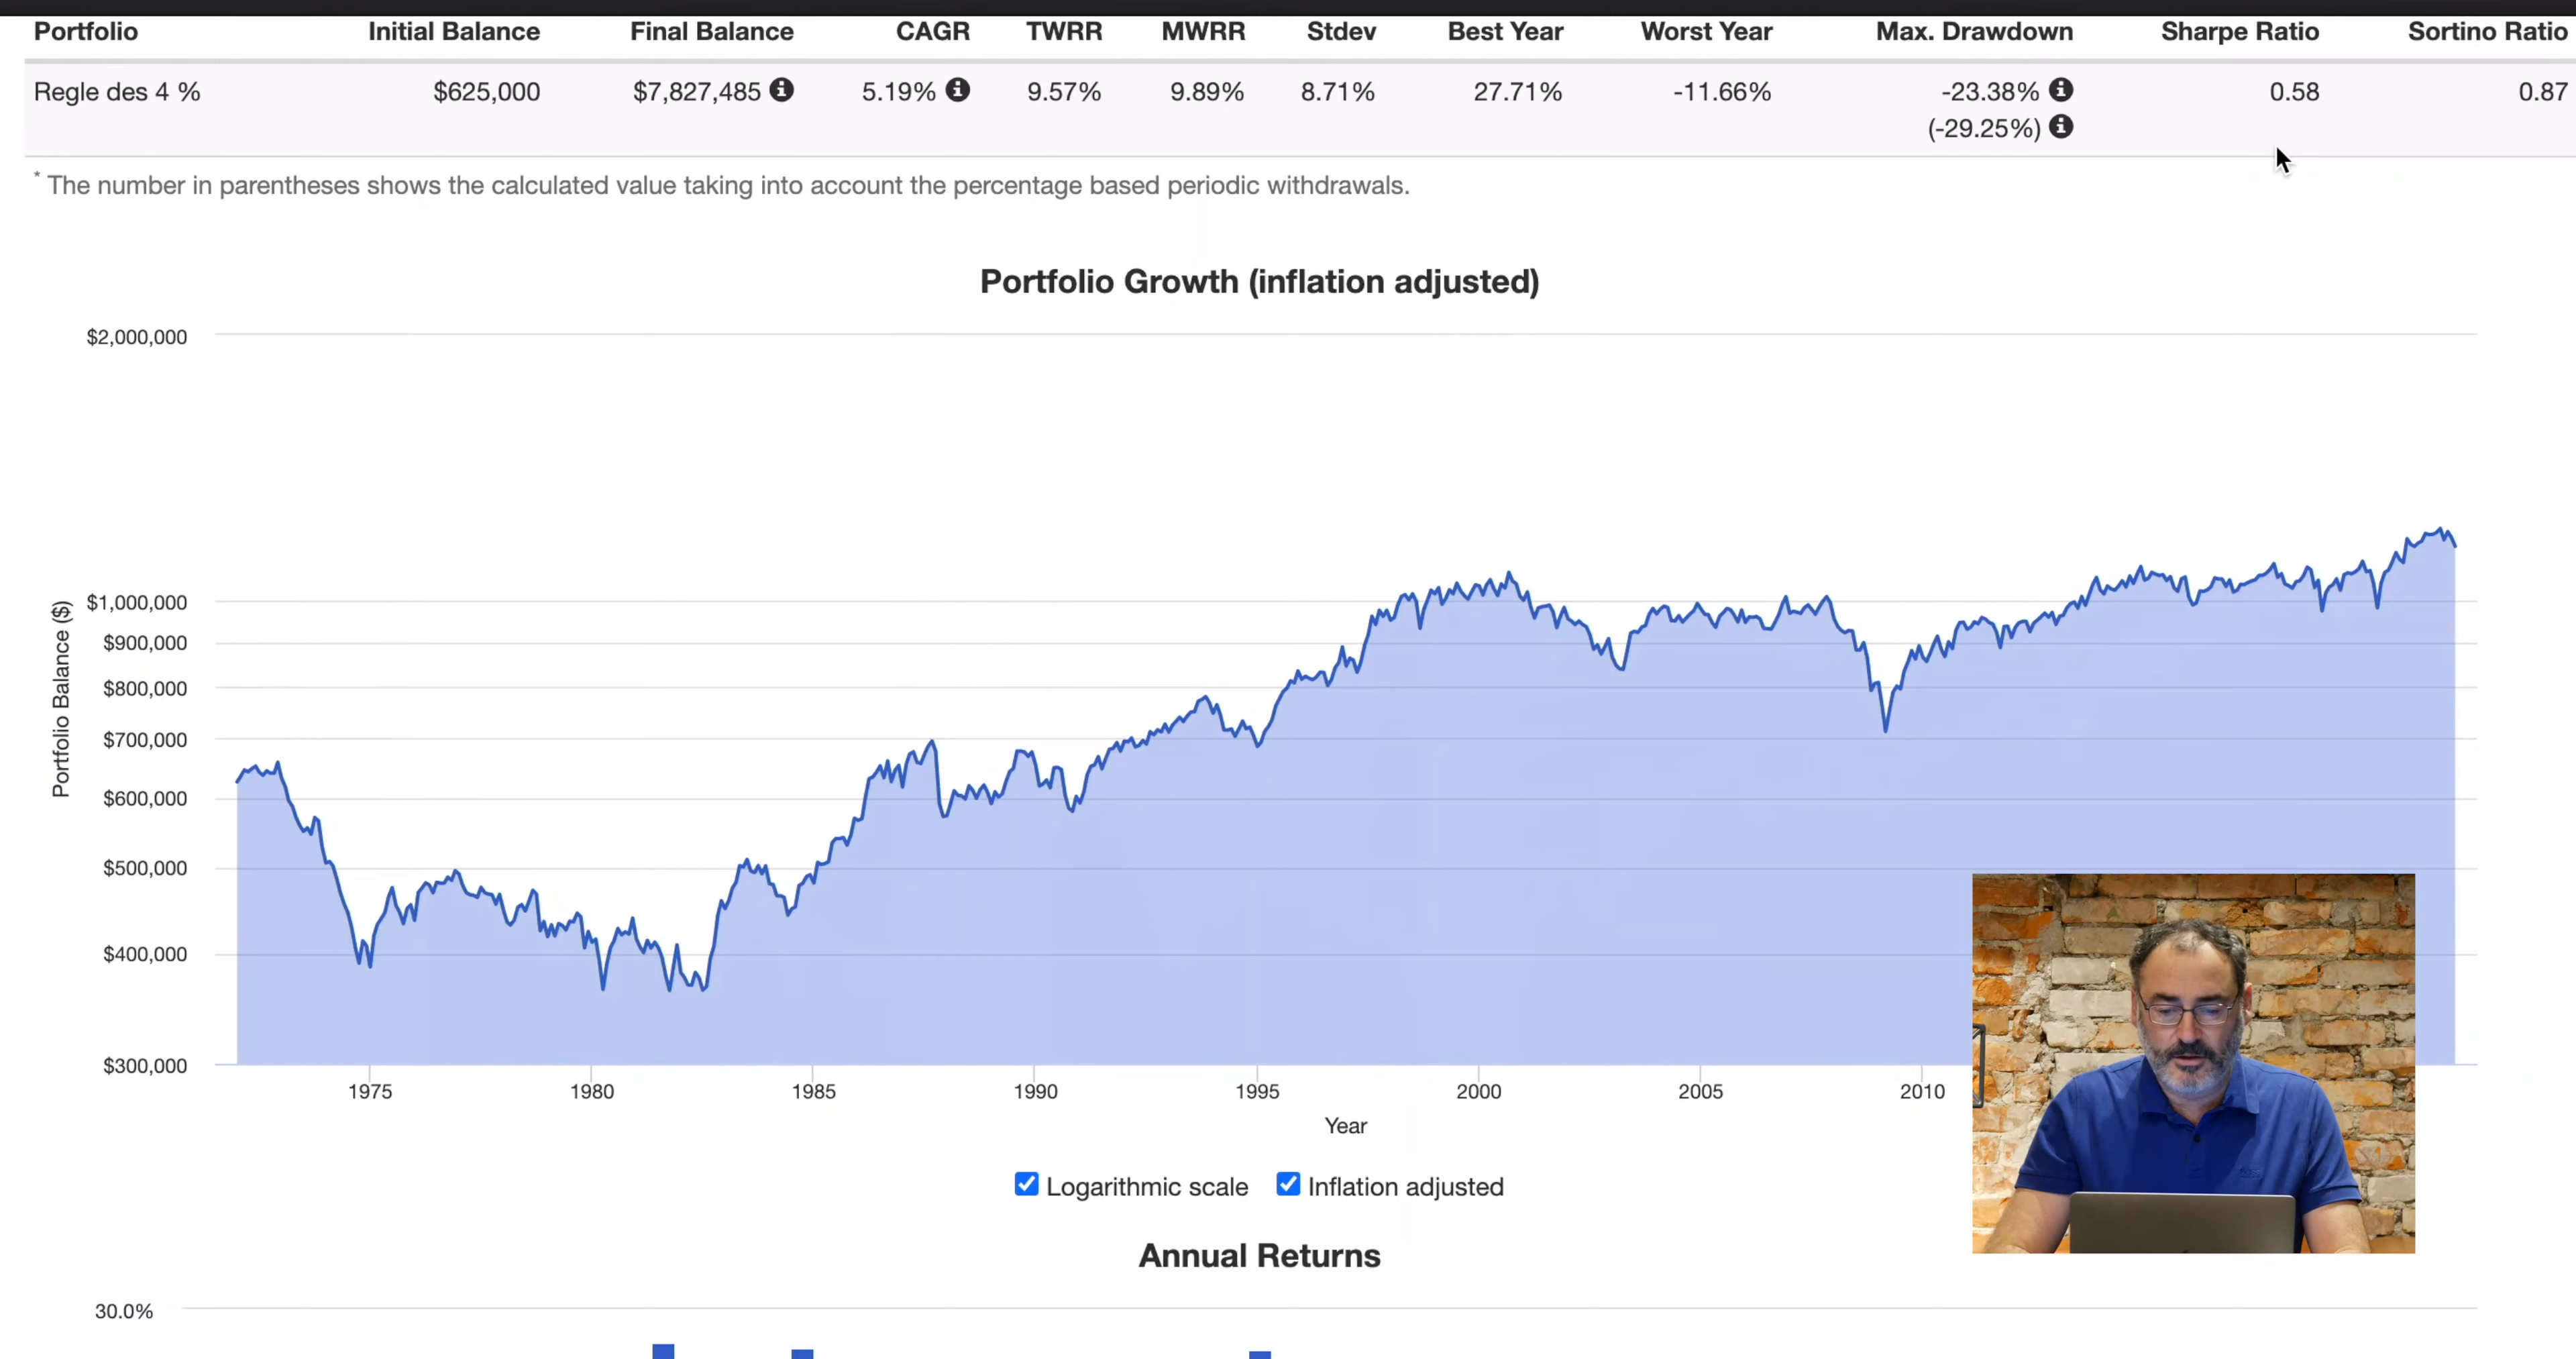 Portfolio Initial Balance Final Balance CAGR TWRR MWRR Stdev Best Year Worst Year Max. Drawdown Sharpe Ratio Sortino Ratio
Regle des 4 % $625,000 $7,827,485 5.19% 9.57% 9.89% 8.71% 27.71% -11.66% -23.38% 0.58 0.87
(-29.25%)
* The number in parentheses shows the calculated value taking into account the percentage based periodic withdrawals.
Portfolio Growth (inflation adjusted)
Portfolio Balance ($)
$2,000,000
$1,000,000
$900,000
$800,000
$700,000
$600,000
$500,000
$400,000
$300,000
1975 1980 1985 1990 1995 2000 2005 2010
Year
Logarithmic scale Inflation adjusted
Annual Returns
30.0%